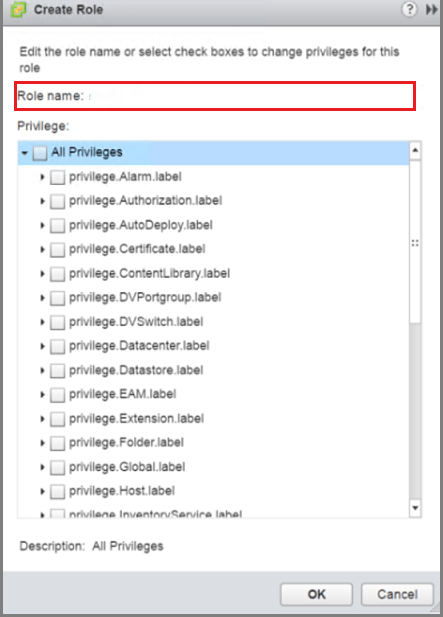 Create Role
Edit the role name or select check boxes to change privileges for this
role
Role name:
Privilege:
All Privileges
privilege.Alarm.label
privilege.Authorization.label
privilege.AutoDeploy.label
privilege.Certificate.label
privilege.ContentLibrary.label
privilege.DVPortgroup.label
privilege.DVSwitch.label
privilege.Datacenter.label
privilege.Datastore.label
privilege.EAM.label
privilege.Extension.label
privilege.Folder.label
privilege.Global.label
privilege.Host.label
privilege.InventoryService.label
Description: All Privileges
OK Cancel